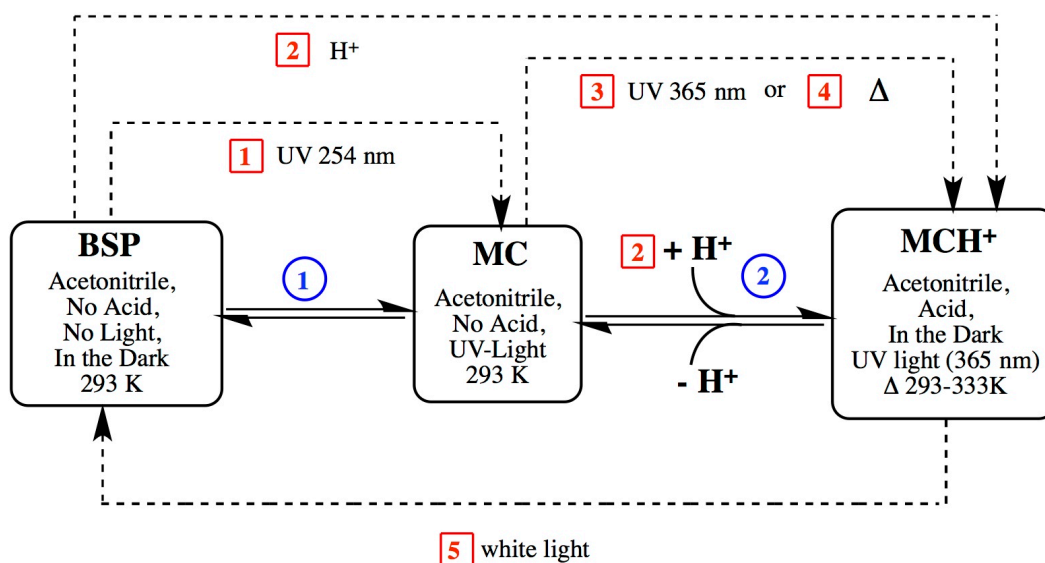 2 H⁺
3 UV 365 nm or 4 Δ
1 UV 254 nm
BSP
Acetonitrile,
No Acid,
No Light,
In the Dark
293 K
1
MC
Acetonitrile,
No Acid,
UV-Light
293 K
2 + H⁺
2
- H⁺
MCH⁺
Acetonitrile,
Acid,
In the Dark
UV light (365 nm)
Δ 293-333K
5 white light